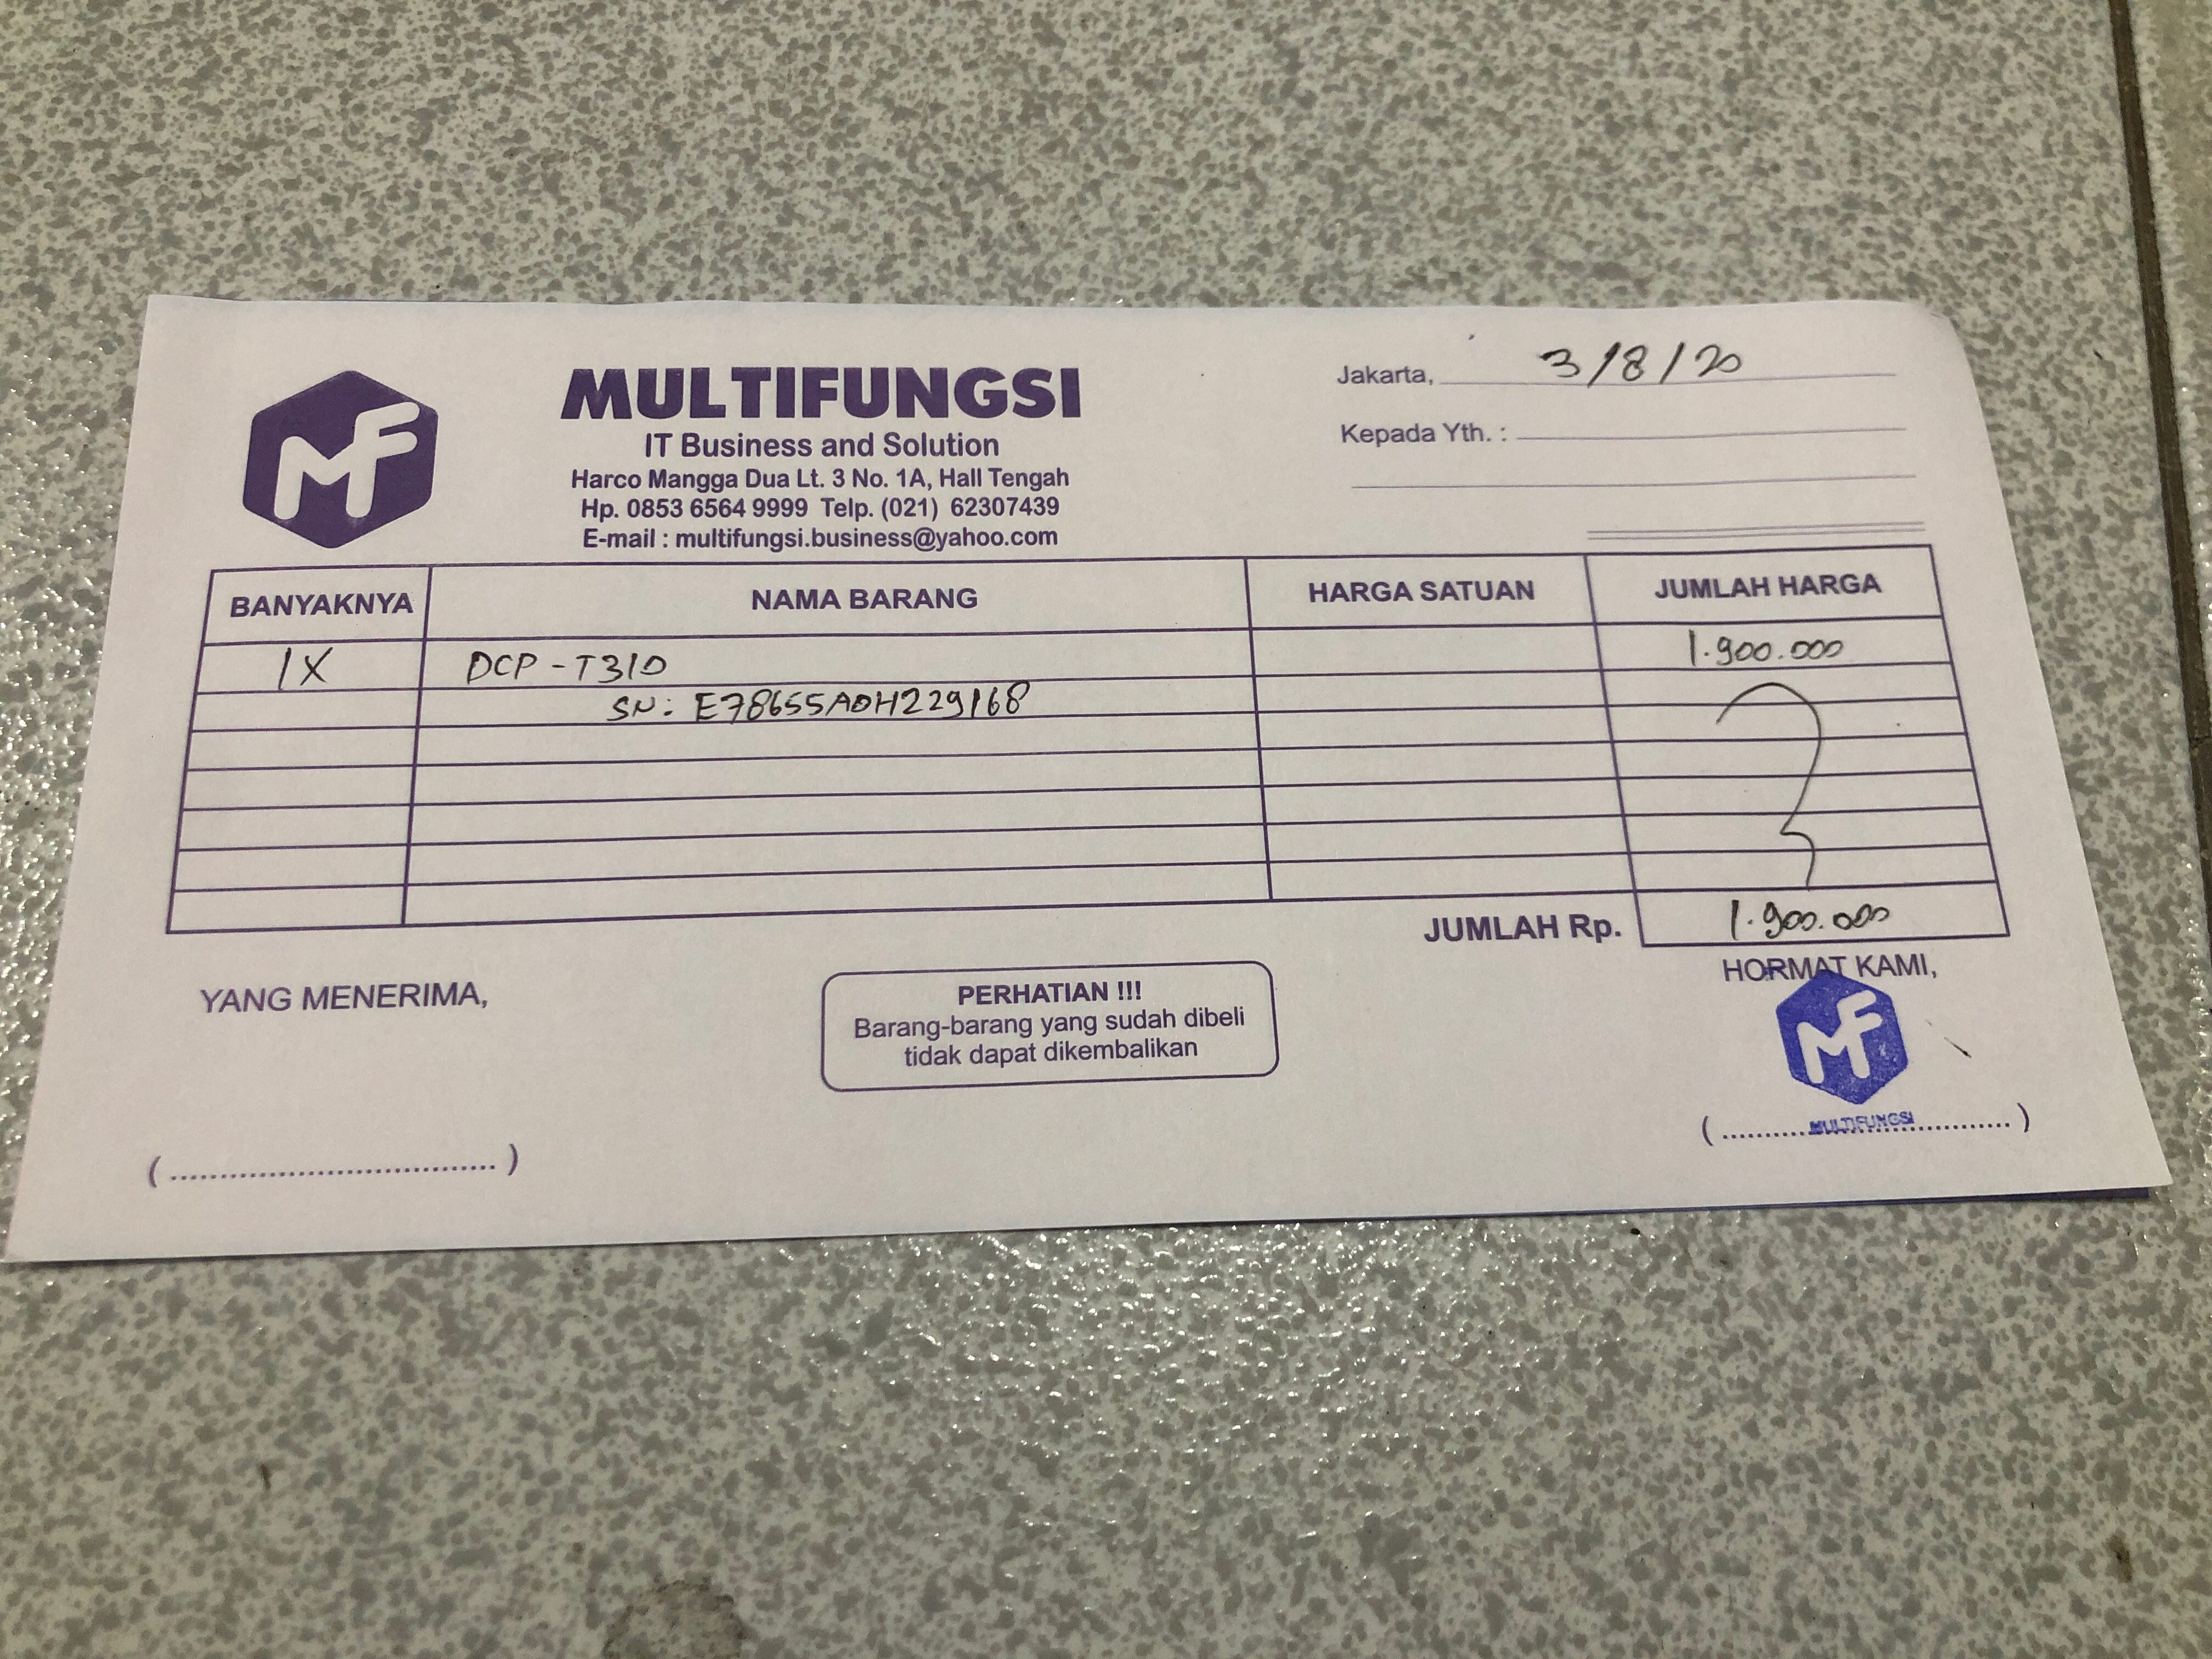 MF
MULTIFUNGSI
IT Business and Solution
Harco Mangga Dua Lt. 3 No. 1A, Hall Tengah
Hp. 0853 6564 9999 Telp. (021) 62307439
E-mail : multifungsi.business@yahoo.com
Jakarta, 3/8/20
Kepada Yth. :
BANYAKNYA NAMA BARANG HARGA SATUAN JUMLAH HARGA
1X DCP-T310 1.900.000
SN: E78655A0H229168
JUMLAH Rp. 1.900.000
YANG MENERIMA,
PERHATIAN !!!
Barang-barang yang sudah dibeli
tidak dapat dikembalikan
HORMAT KAMI,
MF
MULTIFUNGSI